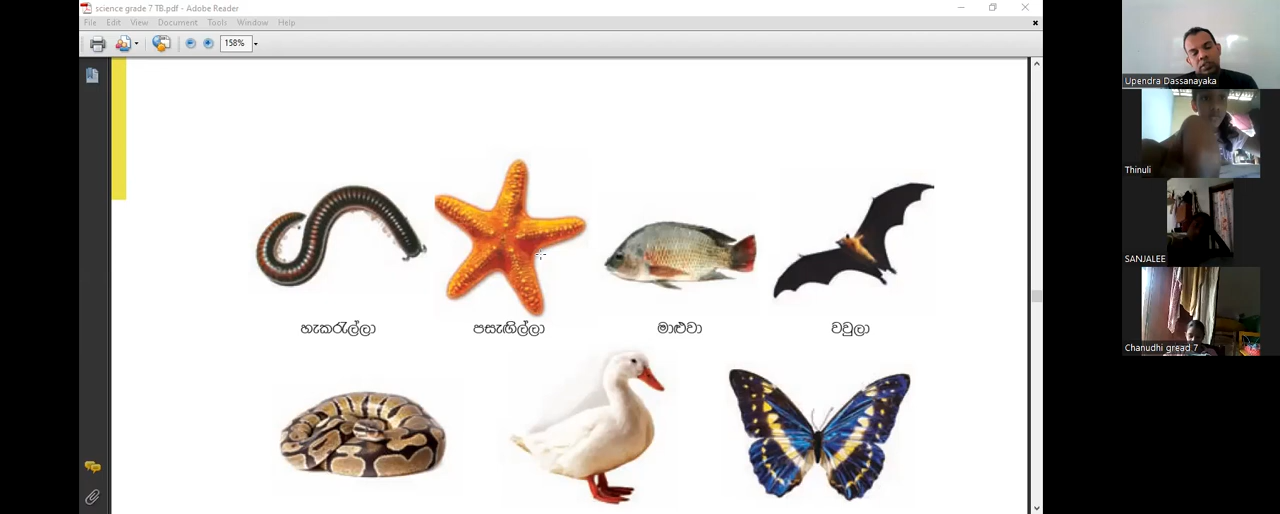 science grade 7 TB.pdf - Adobe Reader
File Edit View Document Tools Window Help
158%
හැකරැල්ලා පසැඟිල්ලා මාළුවා වවුලා
Upendra Dassanayaka
Thinuli
SANJALEE
Chanudhi gread 7